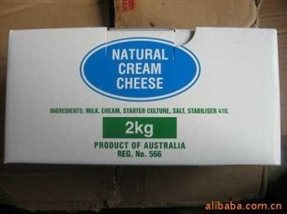 NATURAL
CREAM
CHEESE
INGREDIENTS: MILK, CREAM, STARTER CULTURE, SALT, STABILISER 410.
2kg
PRODUCT OF AUSTRALIA
REG. No. 566
alibaba.com.cn